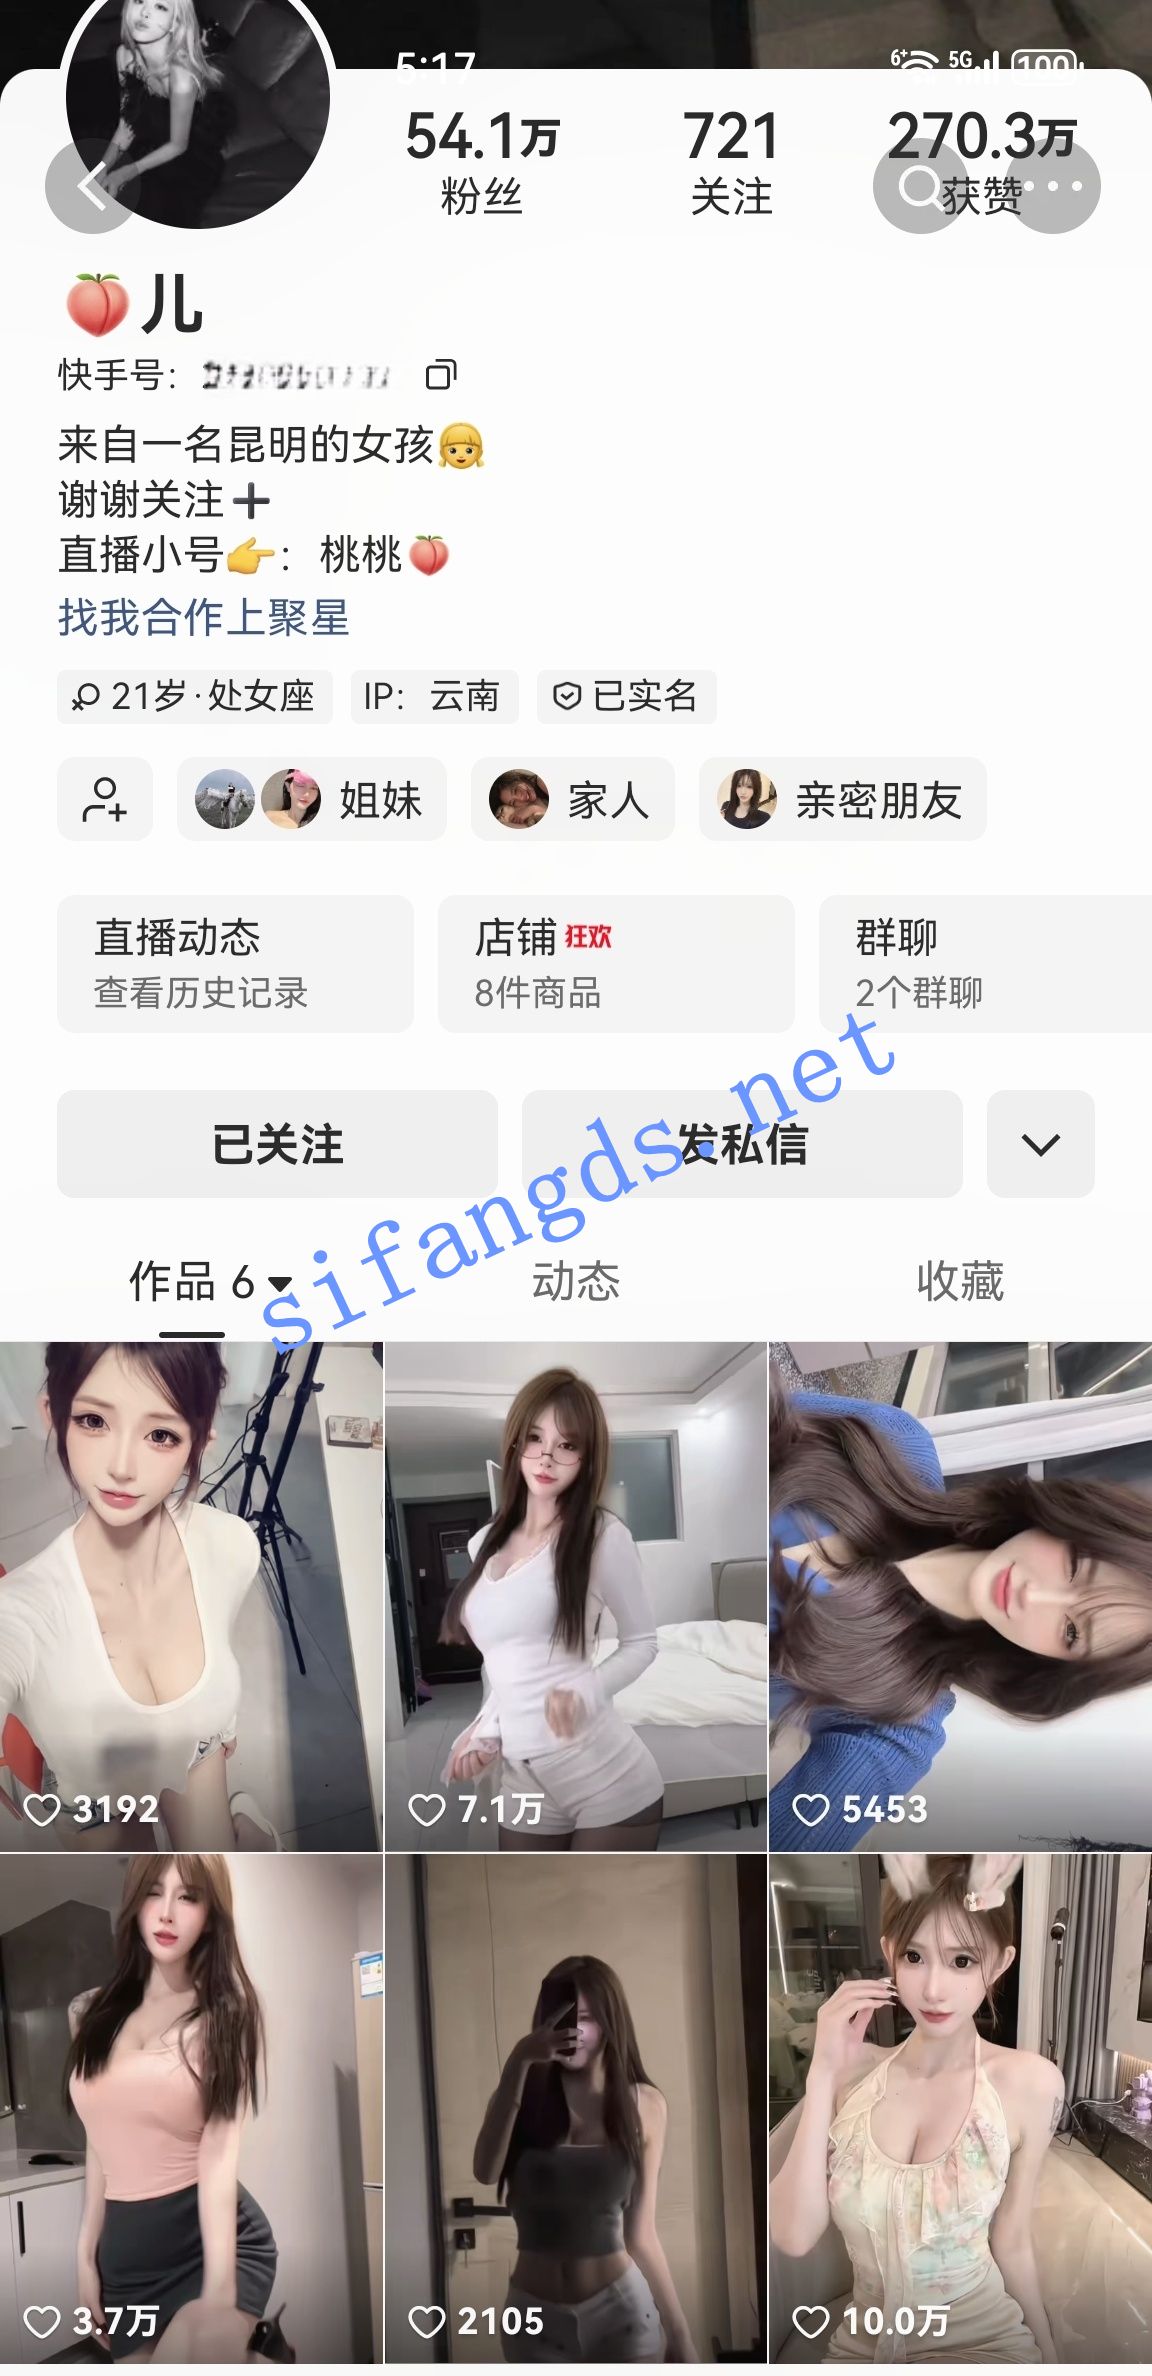 5:17
6+ 5G 100
54.1万 721 270.3万
粉丝 关注 获赞
🍑儿
快手号：
来自一名昆明的女孩👧
谢谢关注➕
直播小号👉：桃桃🍑
找我合作上聚星
21岁·处女座 IP：云南 已实名
姐妹 家人 亲密朋友
直播动态 店铺 狂欢 群聊
查看历史记录 8件商品 2个群聊
已关注 发私信
sifangds.net
作品 6 动态 收藏
3192 7.1万 5453
3.7万 2105 10.0万